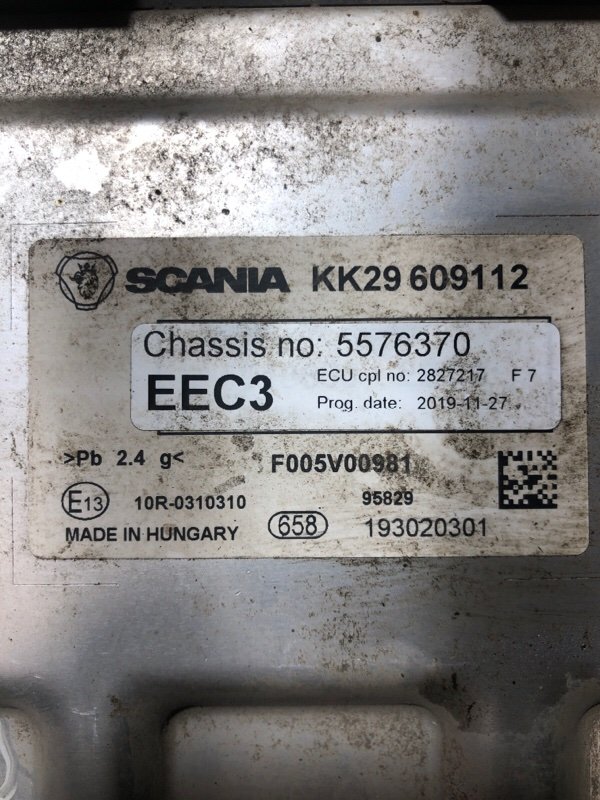 SCANIA KK29 609112
Chassis no: 5576370
EEC3
ECU cpl no: 2827217 F 7
Prog. date: 2019-11-27
>Pb 2.4 g< F005V00981
E13 10R-0310310 95829
MADE IN HUNGARY 658 193020301